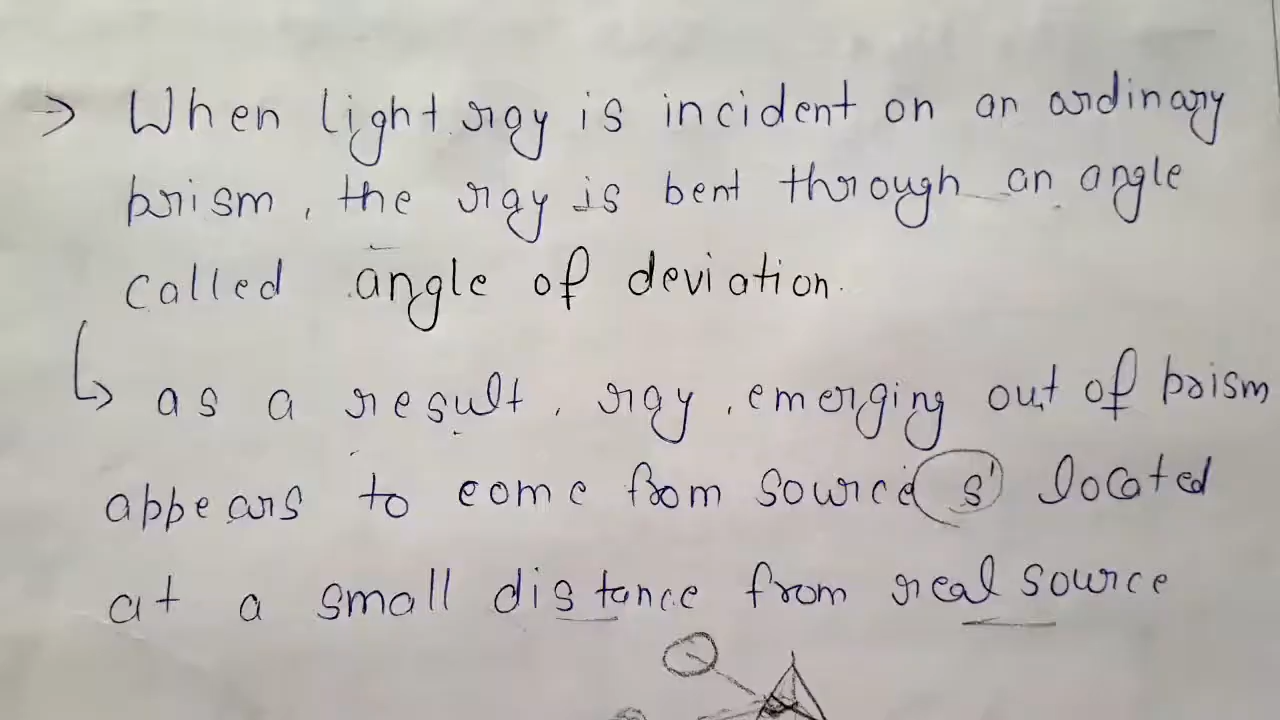 → When light ray is incident on an ordinary
prism, the ray is bent through an angle
called angle of deviation.
↳ as a result, ray, emerging out of prism
appears to come from source s' located
at a small distance from real source